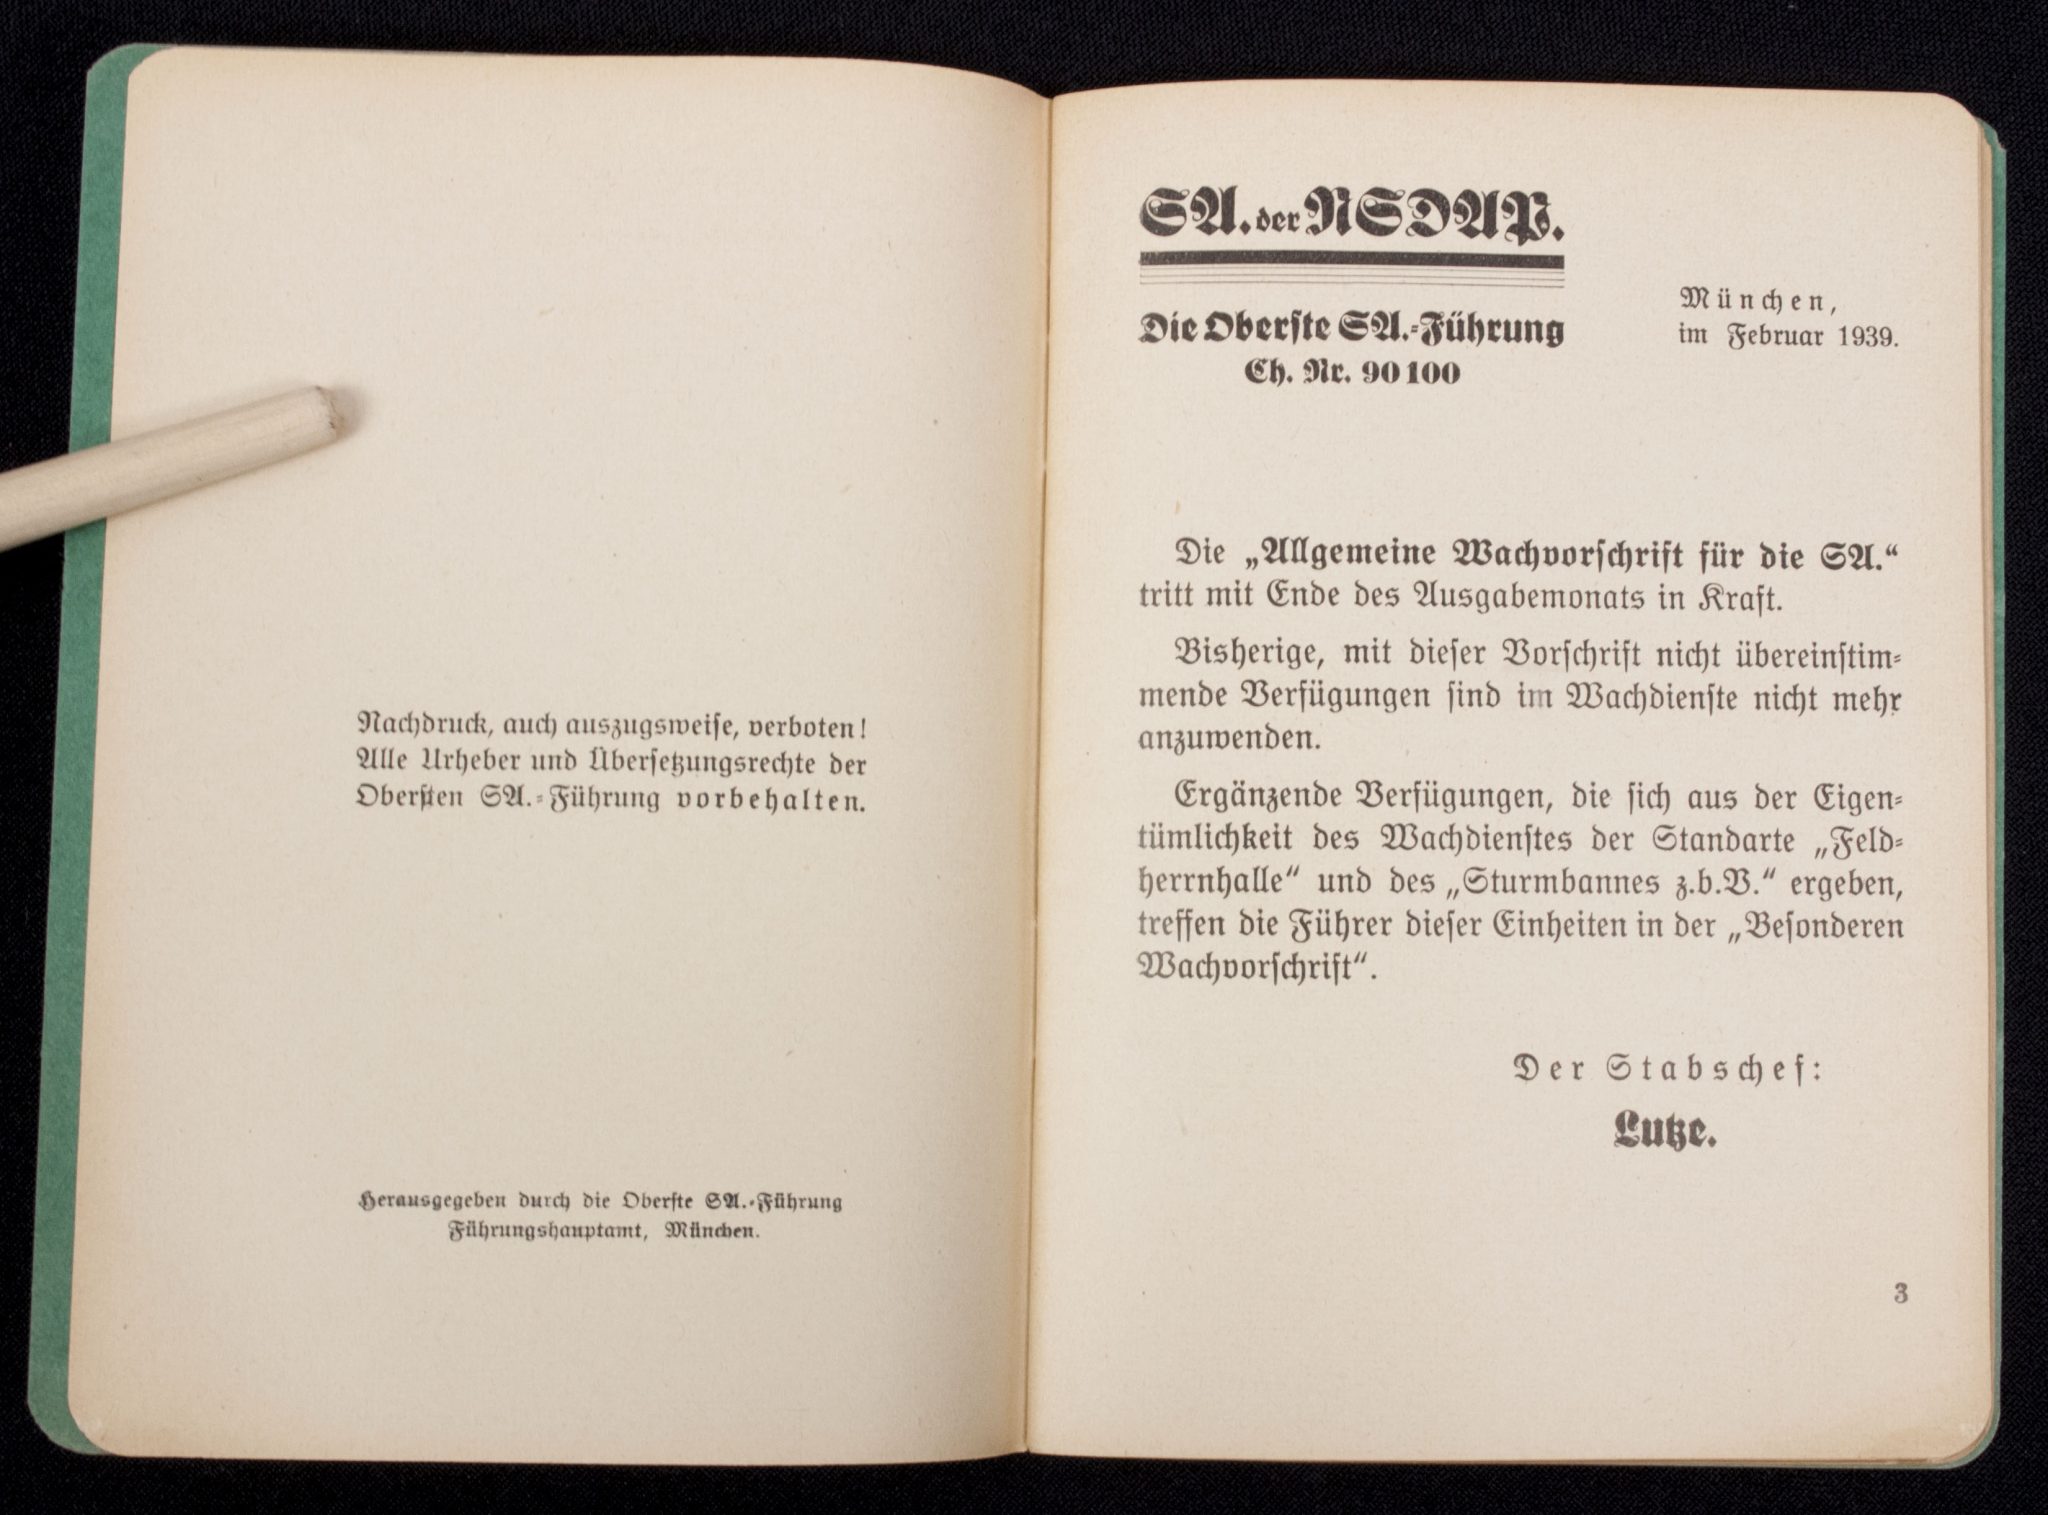 Nachdruck, auch auszugsweise, verboten!
Alle Urheber und Übersetzungsrechte der
Obersten SA.-Führung vorbehalten.
Herausgegeben durch die Oberste SA.-Führung
Führungshauptamt, München.
SA. der NSDAP.
Die Oberste SA.-Führung
Ch. Nr. 90100
München,
im Februar 1939.
Die „Allgemeine Wachvorschrift für die SA.“
tritt mit Ende des Ausgabemonats in Kraft.
Bisherige, mit dieser Vorschrift nicht übereinstim-
mende Verfügungen sind im Wachdienste nicht mehr
anzuwenden.
Ergänzende Verfügungen, die sich aus der Eigen-
tümlichkeit des Wachdienstes der Standarte „Feld-
herrnhalle“ und des „Sturmbannes z.b.V.“ ergeben,
treffen die Führer dieser Einheiten in der „Besonderen
Wachvorschrift“.
Der Stabschef:
Lutze.
3